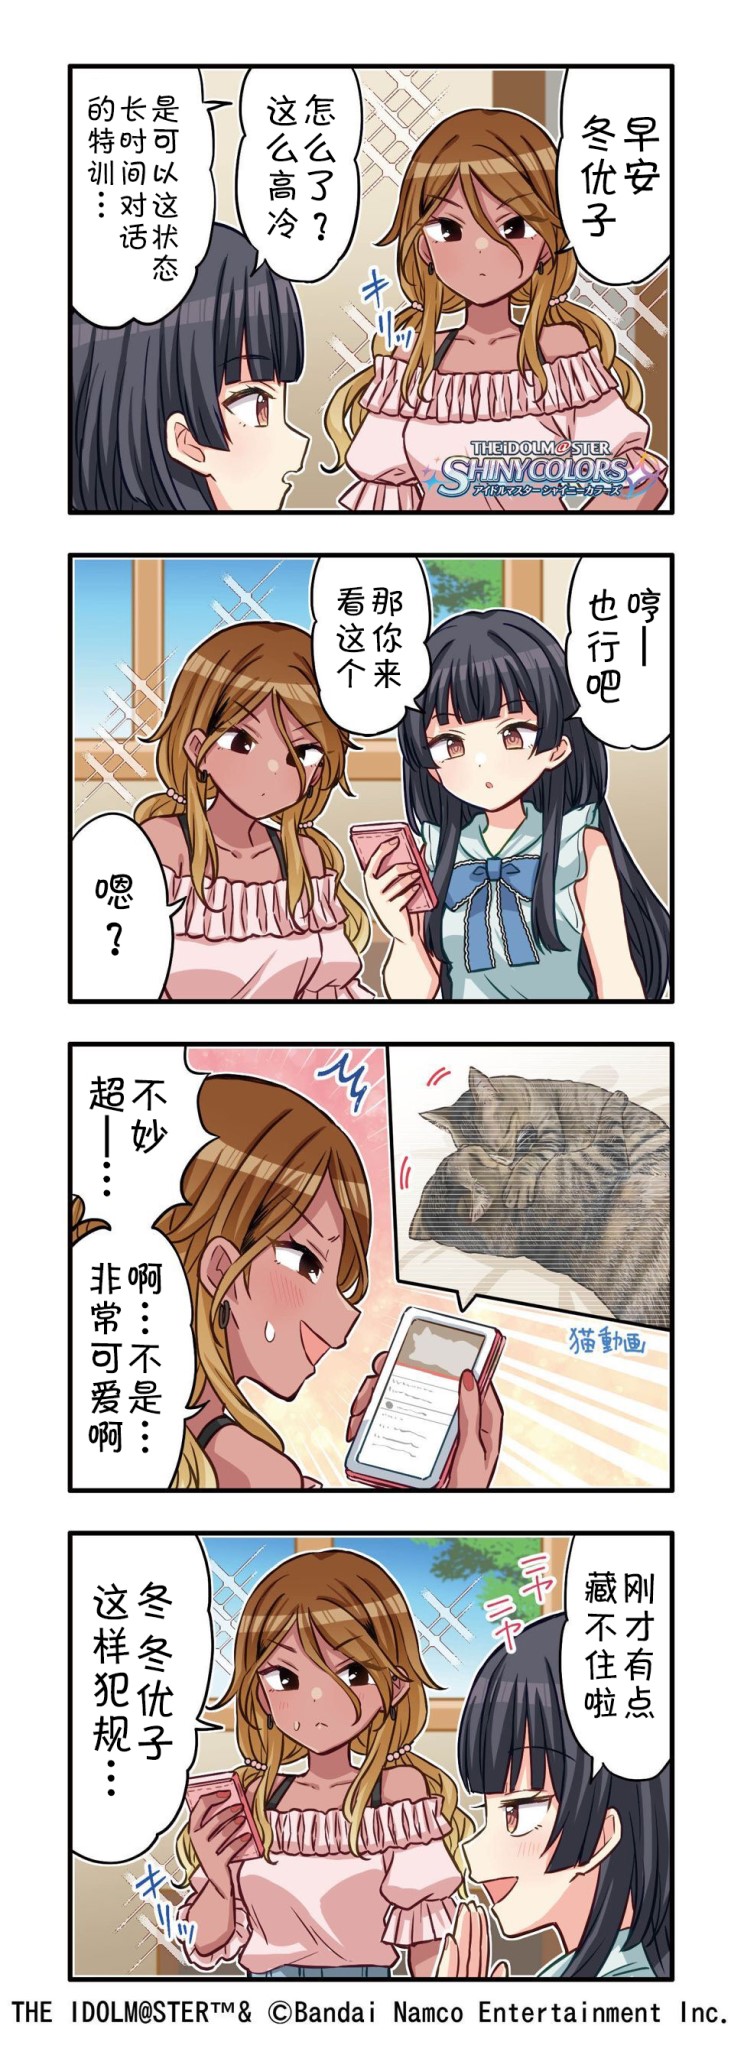 早安
冬优子
怎么了？
这么高冷
是可以这状态
长时间对话
的特训…
キリッ
THE iDOLM@STER
SHINY COLORS
アイドルマスター シャイニーカラーズ
哼ー
也行吧
那你来
看这个
嗯？
不妙
超ー…
啊…不是…
非常可爱啊
猫動画
刚才有点
藏不住啦
ニヤニヤ
冬冬优子
这样犯规…
キリッ
THE IDOLM@STER™& ©Bandai Namco Entertainment Inc.